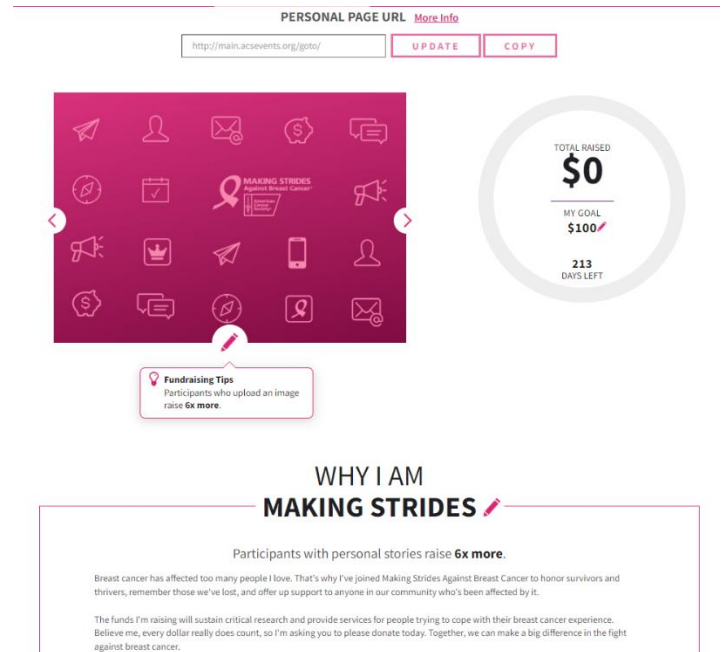 PERSONAL PAGE URL More Info
http://main.acsevents.org/goto/ UPDATE COPY
MAKING STRIDES
Against Breast Cancer
American
Cancer
Society
TOTAL RAISED
$0
MY GOAL
$100
213
DAYS LEFT
Fundraising Tips
Participants who upload an image
raise 6x more.
WHY I AM
MAKING STRIDES
Participants with personal stories raise 6x more.
Breast cancer has affected too many people I love. That's why I've joined Making Strides Against Breast Cancer to honor survivors and
thrivers, remember those we've lost, and offer up support to anyone in our community who's been affected by it.
The funds I'm raising will sustain critical research and provide services for people trying to cope with their breast cancer experience.
Believe me, every dollar really does count, so I'm asking you to please donate today. Together, we can make a big difference in the fight
against breast cancer.